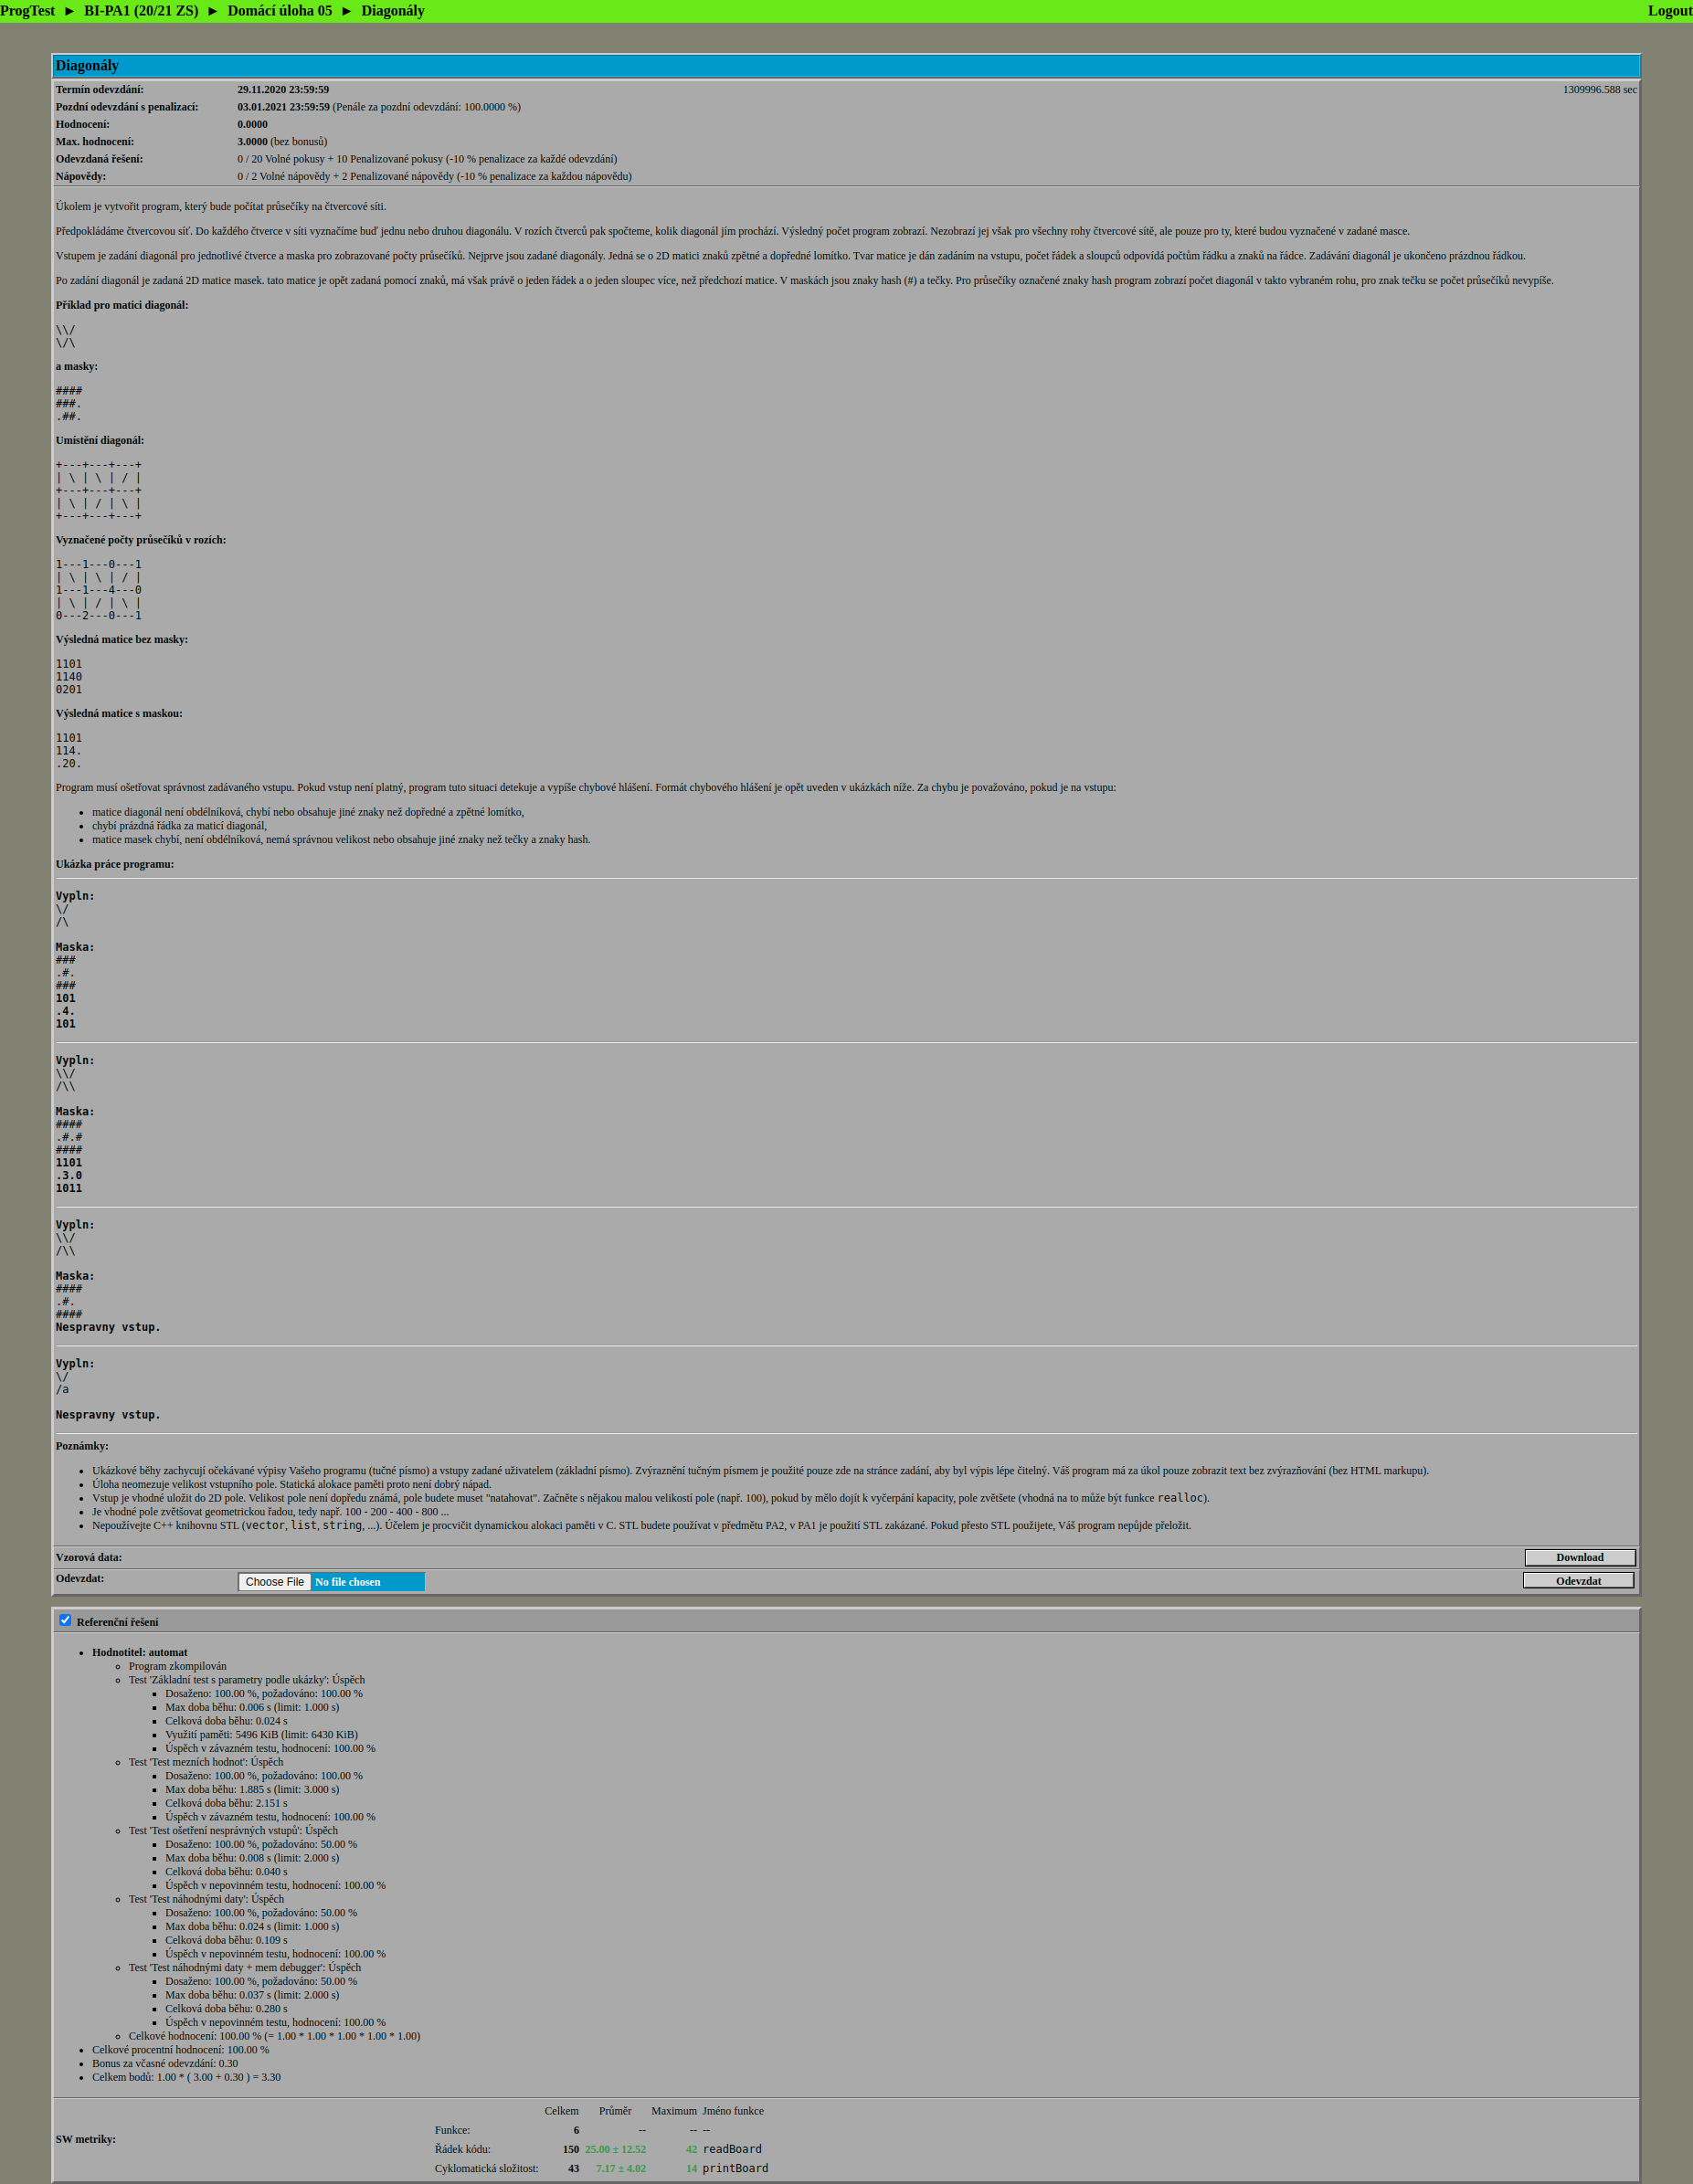 ProgTest ► BI-PA1 (20/21 ZS) ► Domácí úloha 05 ► Diagonály Logout
Diagonály
Termín odevzdání: 29.11.2020 23:59:59 1309996.588 sec
Pozdní odevzdání s penalizací: 03.01.2021 23:59:59 (Penále za pozdní odevzdání: 100.0000 %)
Hodnocení: 0.0000
Max. hodnocení: 3.0000 (bez bonusů)
Odevzdaná řešení: 0 / 20 Volné pokusy + 10 Penalizované pokusy (-10 % penalizace za každé odevzdání)
Nápovědy: 0 / 2 Volné nápovědy + 2 Penalizované nápovědy (-10 % penalizace za každou nápovědu)
Úkolem je vytvořit program, který bude počítat průsečíky na čtvercové síti.
Předpokládáme čtvercovou síť. Do každého čtverce v síti vyznačíme buď jednu nebo druhou diagonálu. V rozích čtverců pak spočteme, kolik diagonál jím prochází. Výsledný počet program zobrazí. Nezobrazí jej však pro všechny rohy čtvercové sítě, ale pouze pro ty, které budou vyznačené v zadané masce.
Vstupem je zadání diagonál pro jednotlivé čtverce a maska pro zobrazované počty průsečíků. Nejprve jsou zadané diagonály. Jedná se o 2D matici znaků zpětné a dopředné lomítko. Tvar matice je dán zadáním na vstupu, počet řádek a sloupců odpovídá počtům řádku a znaků na řádce. Zadávání diagonál je ukončeno prázdnou řádkou.
Po zadání diagonál je zadaná 2D matice masek. tato matice je opět zadaná pomocí znaků, má však právě o jeden řádek a o jeden sloupec více, než předchozí matice. V maskách jsou znaky hash (#) a tečky. Pro průsečíky označené znaky hash program zobrazí počet diagonál v takto vybraném rohu, pro znak tečku se počet průsečíků nevypíše.
Příklad pro matici diagonál:
\\/
\/\
a masky:
####
###.
.##.
Umístění diagonál:
+---+---+---+
| \ | \ | / |
+---+---+---+
| \ | / | \ |
+---+---+---+
Vyznačené počty průsečíků v rozích:
1---1---0---1
| \ | \ | / |
1---1---4---0
| \ | / | \ |
0---2---0---1
Výsledná matice bez masky:
1101
1140
0201
Výsledná matice s maskou:
1101
114.
.20.
Program musí ošetřovat správnost zadávaného vstupu. Pokud vstup není platný, program tuto situaci detekuje a vypíše chybové hlášení. Formát chybového hlášení je opět uveden v ukázkách níže. Za chybu je považováno, pokud je na vstupu:
• matice diagonál není obdélníková, chybí nebo obsahuje jiné znaky než dopředné a zpětné lomítko,
• chybí prázdná řádka za maticí diagonál,
• matice masek chybí, není obdélníková, nemá správnou velikost nebo obsahuje jiné znaky než tečky a znaky hash.
Ukázka práce programu:
Vypln:
\/
/\
Maska:
###
.#.
###
101
.4.
101
Vypln:
\\/
/\\
Maska:
####
.#.#
####
1101
.3.0
1011
Vypln:
\\/
/\\
Maska:
####
.#.
####
Nespravny vstup.
Vypln:
\/
/a
Nespravny vstup.
Poznámky:
• Ukázkové běhy zachycují očekávané výpisy Vašeho programu (tučné písmo) a vstupy zadané uživatelem (základní písmo). Zvýraznění tučným písmem je použité pouze zde na stránce zadání, aby byl výpis lépe čitelný. Váš program má za úkol pouze zobrazit text bez zvýrazňování (bez HTML markupu).
• Úloha neomezuje velikost vstupního pole. Statická alokace paměti proto není dobrý nápad.
• Vstup je vhodné uložit do 2D pole. Velikost pole není dopředu známá, pole budete muset "natahovat". Začněte s nějakou malou velikostí pole (např. 100), pokud by mělo dojít k vyčerpání kapacity, pole zvětšete (vhodná na to může být funkce realloc).
• Je vhodné pole zvětšovat geometrickou řadou, tedy např. 100 - 200 - 400 - 800 ...
• Nepoužívejte C++ knihovnu STL (vector, list, string, ...). Účelem je procvičit dynamickou alokaci paměti v C. STL budete používat v předmětu PA2, v PA1 je použití STL zakázané. Pokud přesto STL použijete, Váš program nepůjde přeložit.
Vzorová data: Download
Odevzdat: Choose File No file chosen Odevzdat
Referenční řešení
• Hodnotitel: automat
◦ Program zkompilován
◦ Test 'Základní test s parametry podle ukázky': Úspěch
▪ Dosaženo: 100.00 %, požadováno: 100.00 %
▪ Max doba běhu: 0.006 s (limit: 1.000 s)
▪ Celková doba běhu: 0.024 s
▪ Využití paměti: 5496 KiB (limit: 6430 KiB)
▪ Úspěch v závazném testu, hodnocení: 100.00 %
◦ Test 'Test mezních hodnot': Úspěch
▪ Dosaženo: 100.00 %, požadováno: 100.00 %
▪ Max doba běhu: 1.885 s (limit: 3.000 s)
▪ Celková doba běhu: 2.151 s
▪ Úspěch v závazném testu, hodnocení: 100.00 %
◦ Test 'Test ošetření nesprávných vstupů': Úspěch
▪ Dosaženo: 100.00 %, požadováno: 50.00 %
▪ Max doba běhu: 0.008 s (limit: 2.000 s)
▪ Celková doba běhu: 0.040 s
▪ Úspěch v nepovinném testu, hodnocení: 100.00 %
◦ Test 'Test náhodnými daty': Úspěch
▪ Dosaženo: 100.00 %, požadováno: 50.00 %
▪ Max doba běhu: 0.024 s (limit: 1.000 s)
▪ Celková doba běhu: 0.109 s
▪ Úspěch v nepovinném testu, hodnocení: 100.00 %
◦ Test 'Test náhodnými daty + mem debugger': Úspěch
▪ Dosaženo: 100.00 %, požadováno: 50.00 %
▪ Max doba běhu: 0.037 s (limit: 2.000 s)
▪ Celková doba běhu: 0.280 s
▪ Úspěch v nepovinném testu, hodnocení: 100.00 %
◦ Celkové hodnocení: 100.00 % (= 1.00 * 1.00 * 1.00 * 1.00 * 1.00)
• Celkové procentní hodnocení: 100.00 %
• Bonus za včasné odevzdání: 0.30
• Celkem bodů: 1.00 * ( 3.00 + 0.30 ) = 3.30
SW metriky:
Celkem Průměr Maximum Jméno funkce
Funkce: 6 -- -- --
Řádek kódu: 150 25.00 ± 12.52 42 readBoard
Cyklomatická složitost: 43 7.17 ± 4.02 14 printBoard